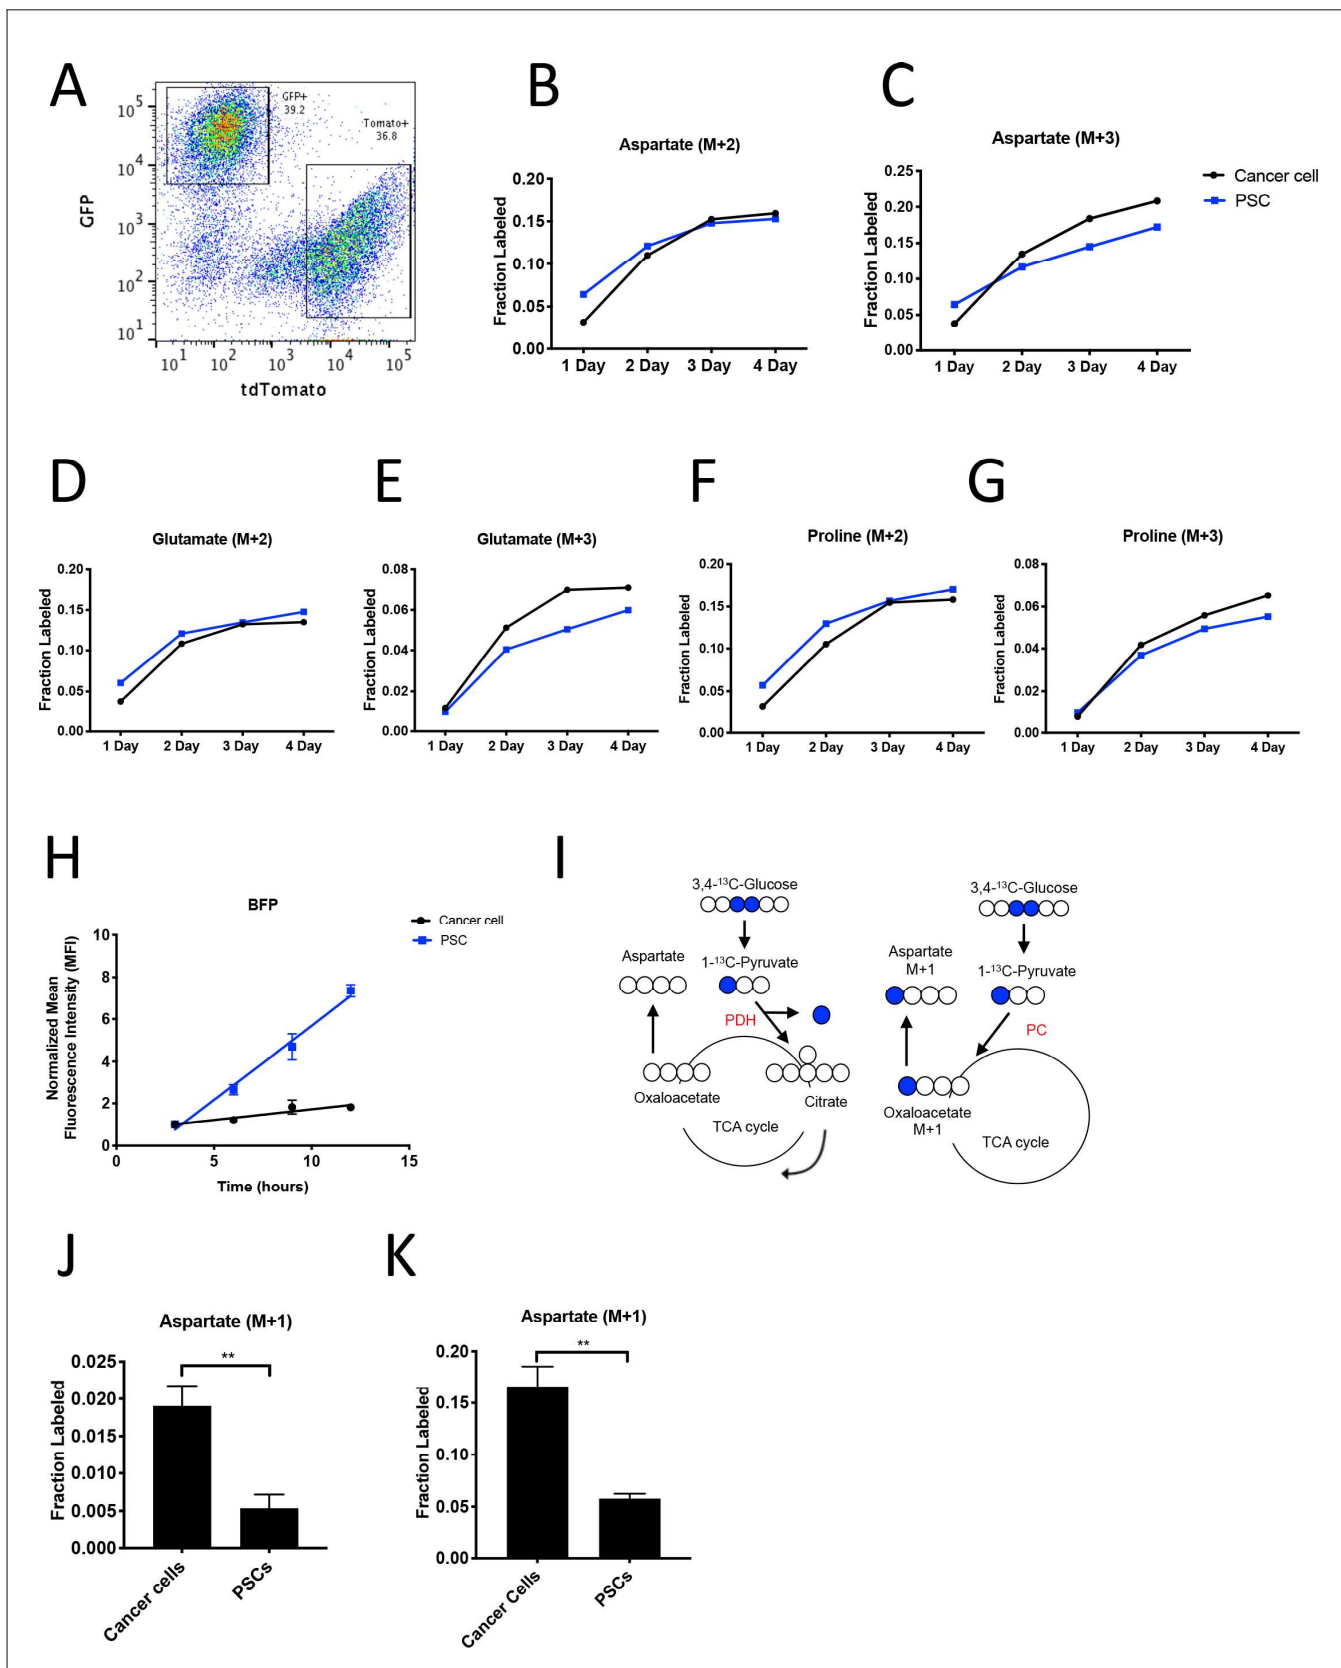 A
GFP+
39.2
Tomato+
36.8
10^5
10^4
10^3
10^2
10^1
GFP
10^1 10^2 10^3 10^4 10^5
tdTomato
B
Aspartate (M+2)
Fraction Labeled
0.20
0.15
0.10
0.05
0.00
1 Day 2 Day 3 Day 4 Day
C
Aspartate (M+3)
Fraction Labeled
0.25
0.20
0.15
0.10
0.05
0.00
1 Day 2 Day 3 Day 4 Day
Cancer cell
PSC
D
Glutamate (M+2)
Fraction Labeled
0.20
0.15
0.10
0.05
0.00
1 Day 2 Day 3 Day 4 Day
E
Glutamate (M+3)
Fraction Labeled
0.08
0.06
0.04
0.02
0.00
1 Day 2 Day 3 Day 4 Day
F
Proline (M+2)
Fraction Labeled
0.20
0.15
0.10
0.05
0.00
1 Day 2 Day 3 Day 4 Day
G
Proline (M+3)
Fraction Labeled
0.08
0.06
0.04
0.02
0.00
1 Day 2 Day 3 Day 4 Day
H
BFP
Normalized Mean
Fluorescence Intensity (MFI)
10
8
6
4
2
0
0 5 10 15
Time (hours)
Cancer cell
PSC
I
3,4-¹³C-Glucose
Aspartate
1-¹³C-Pyruvate
PDH
Oxaloacetate
Citrate
TCA cycle
3,4-¹³C-Glucose
Aspartate
M+1
1-¹³C-Pyruvate
PC
Oxaloacetate
M+1
TCA cycle
J
Aspartate (M+1)
**
Fraction Labeled
0.025
0.020
0.015
0.010
0.005
0.000
Cancer cells
PSCs
K
Aspartate (M+1)
**
Fraction Labeled
0.20
0.15
0.10
0.05
0.00
Cancer Cells
PSCs